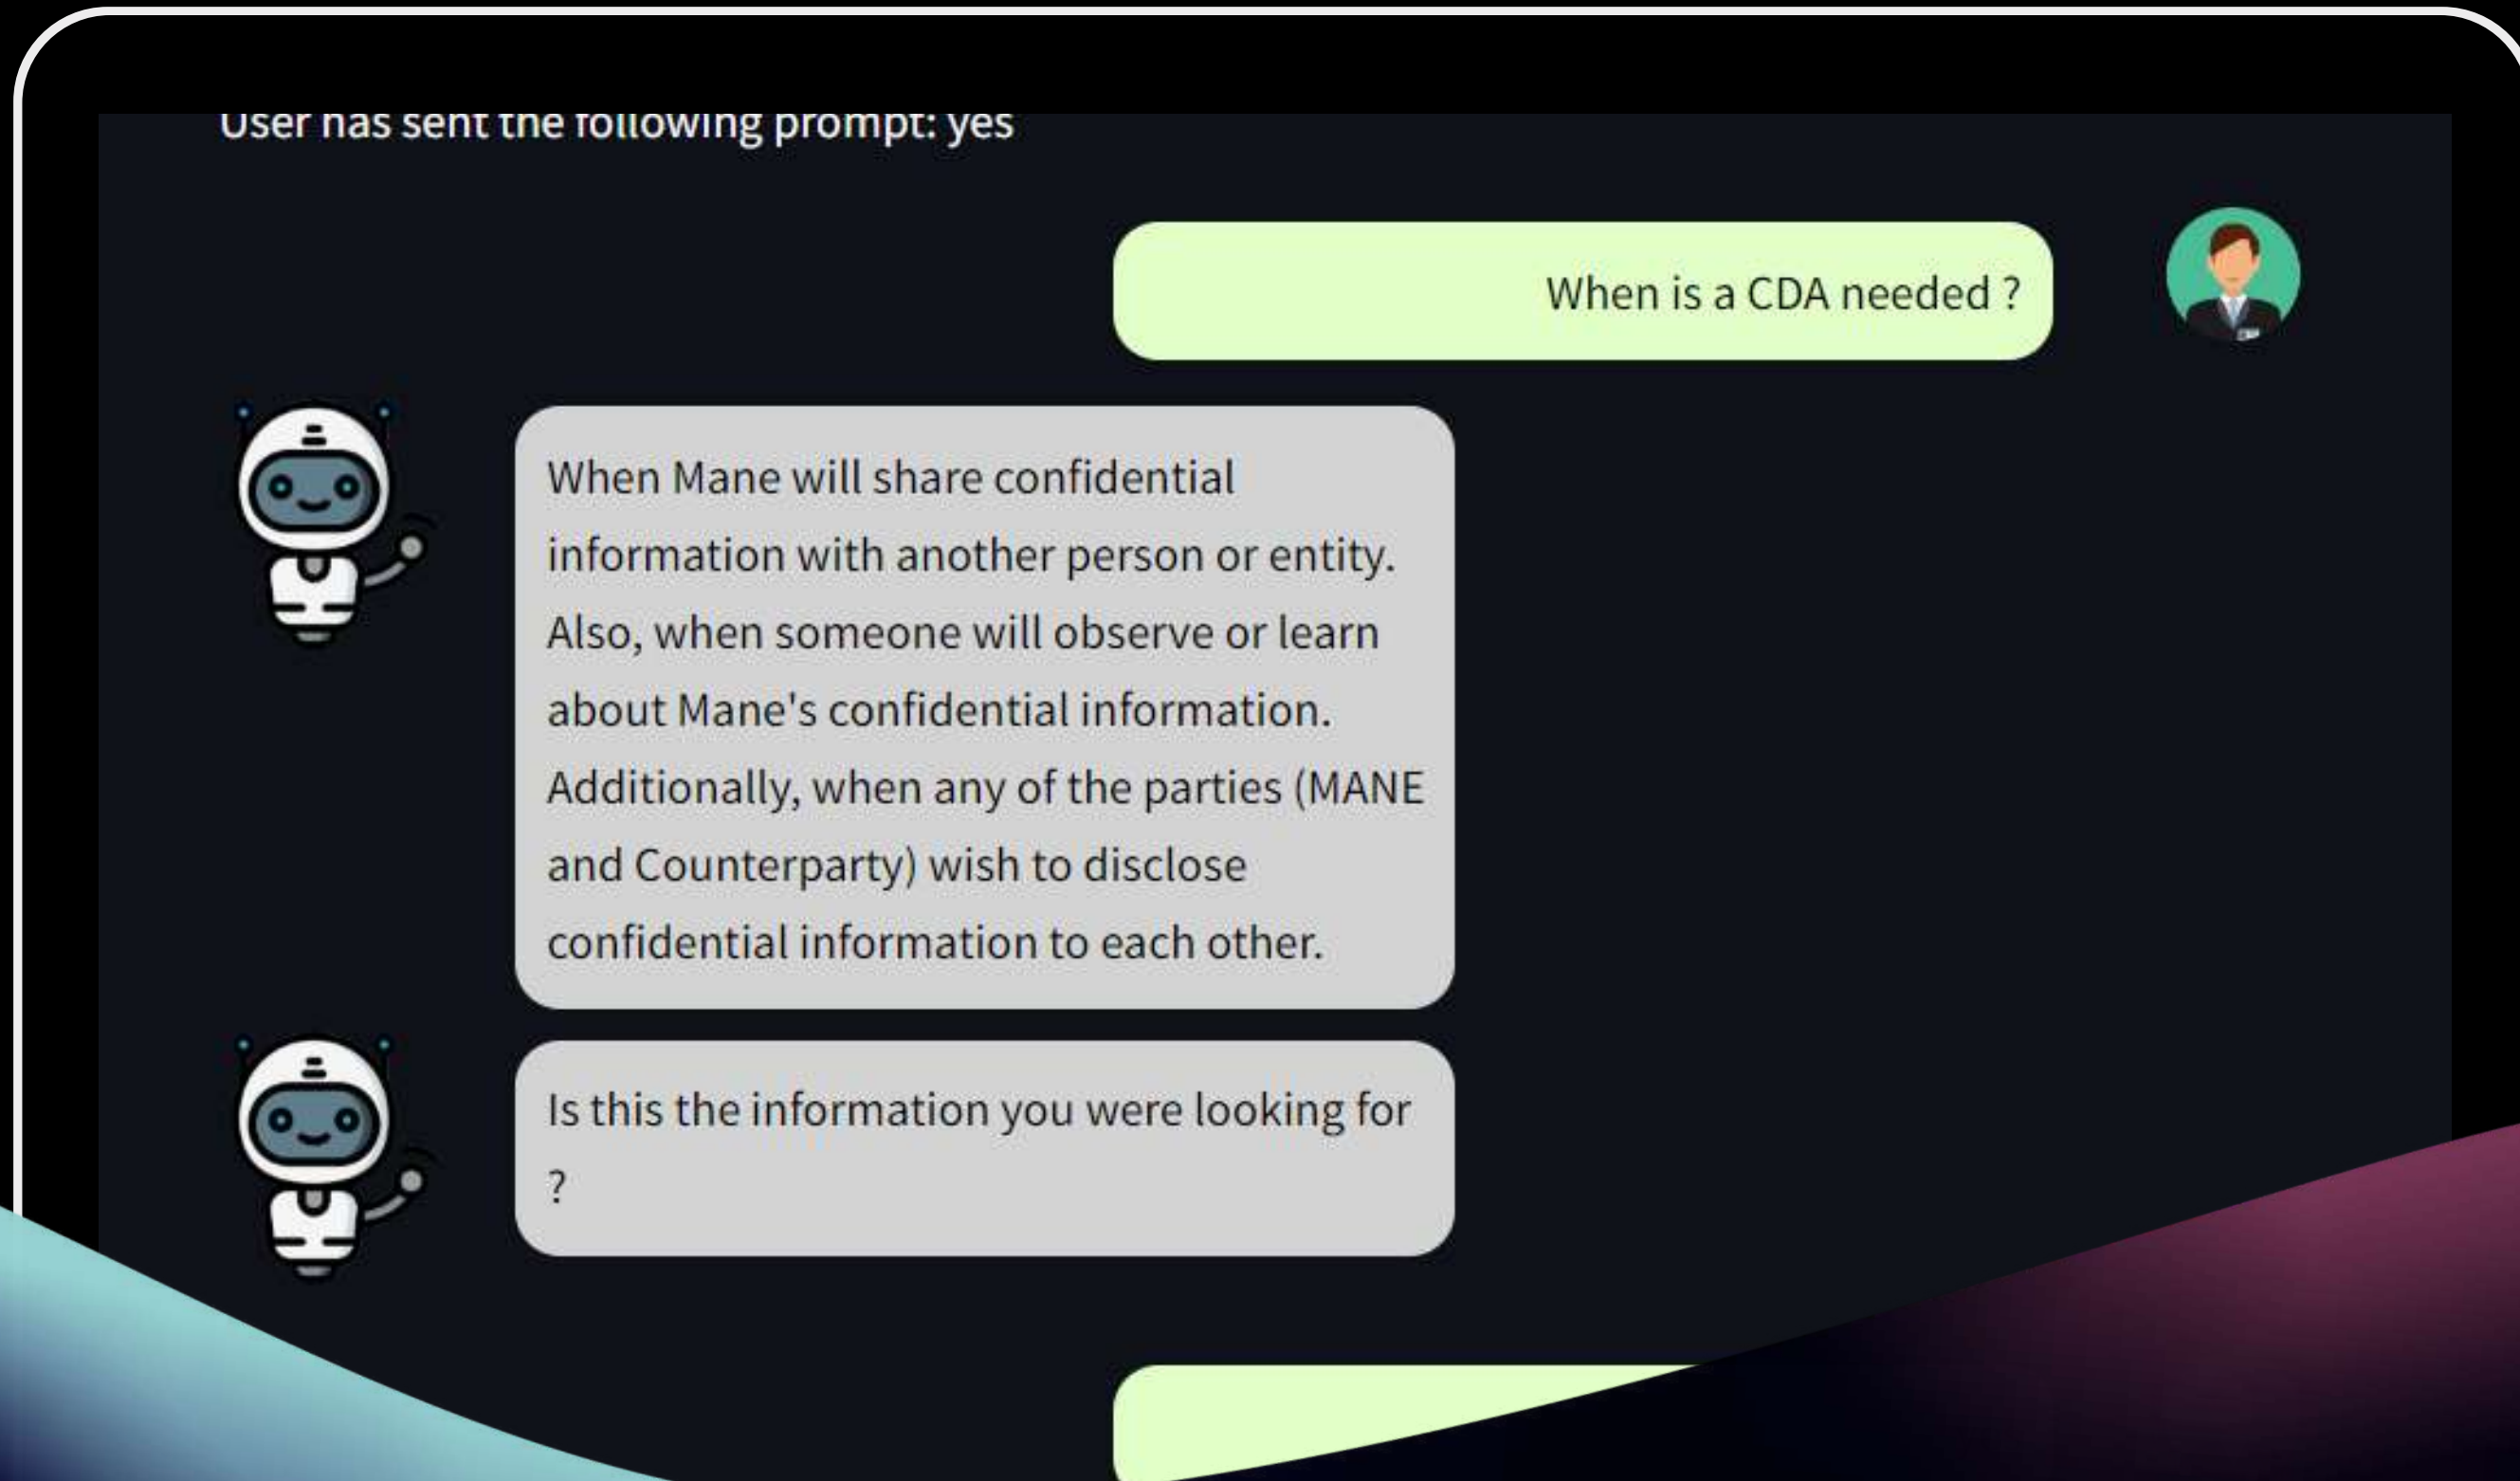 User has sent the following prompt: yes
When is a CDA needed ?
When Mane will share confidential
information with another person or entity.
Also, when someone will observe or learn
about Mane's confidential information.
Additionally, when any of the parties (MANE
and Counterparty) wish to disclose
confidential information to each other.
Is this the information you were looking for
?